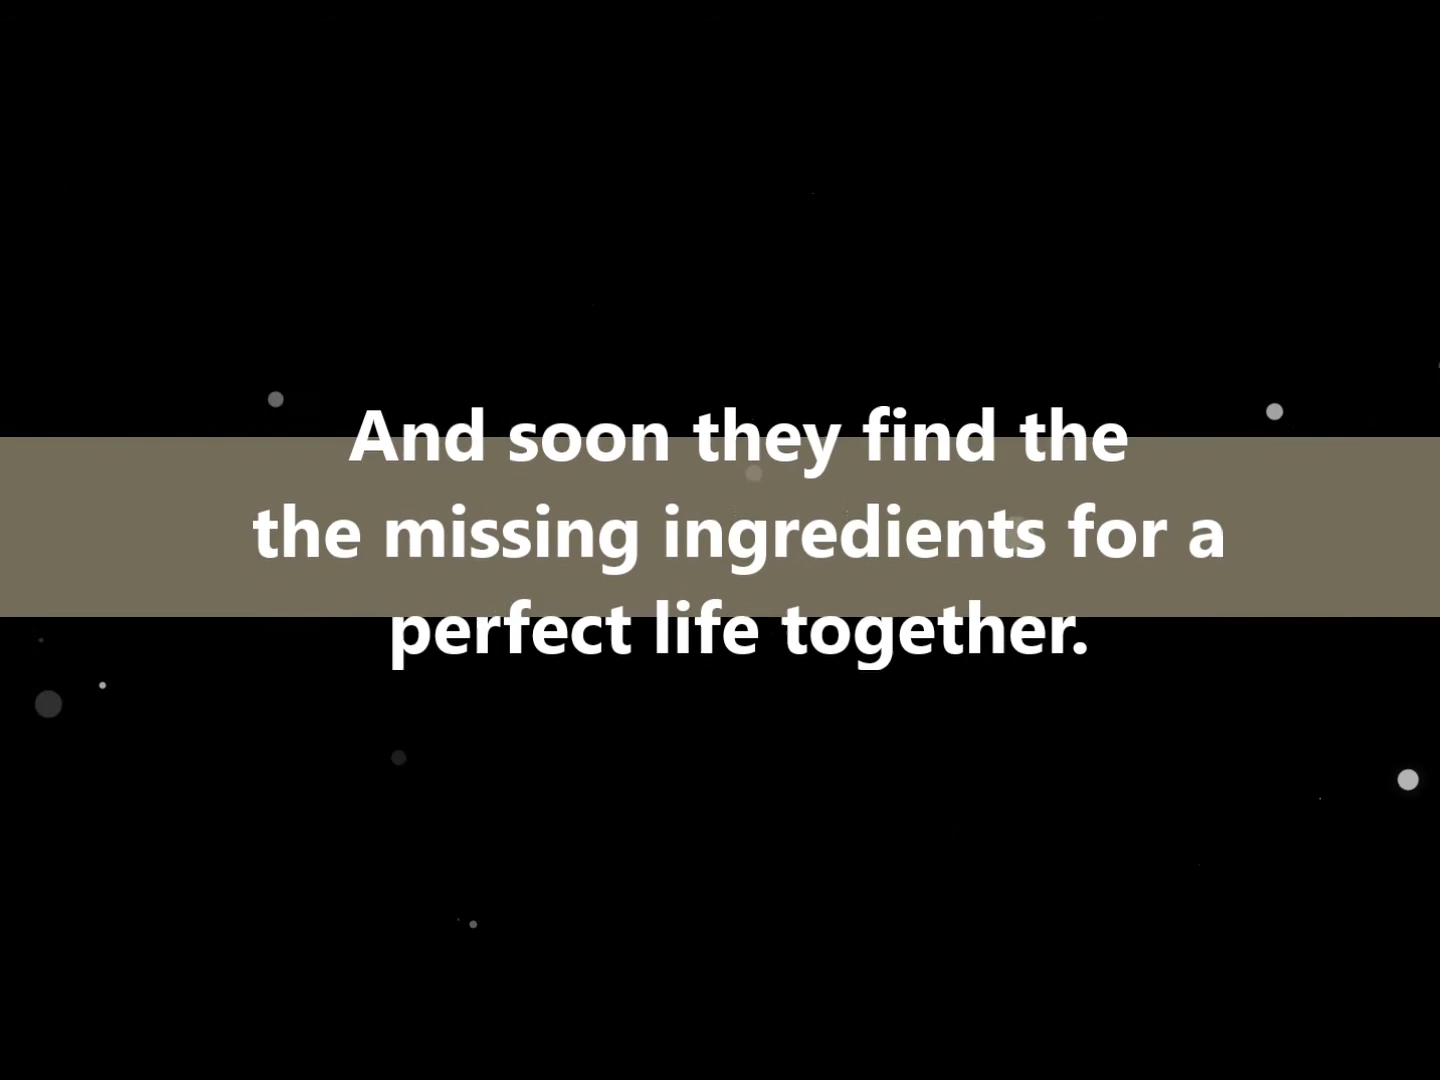 And soon they find the
the missing ingredients for a
perfect life together.